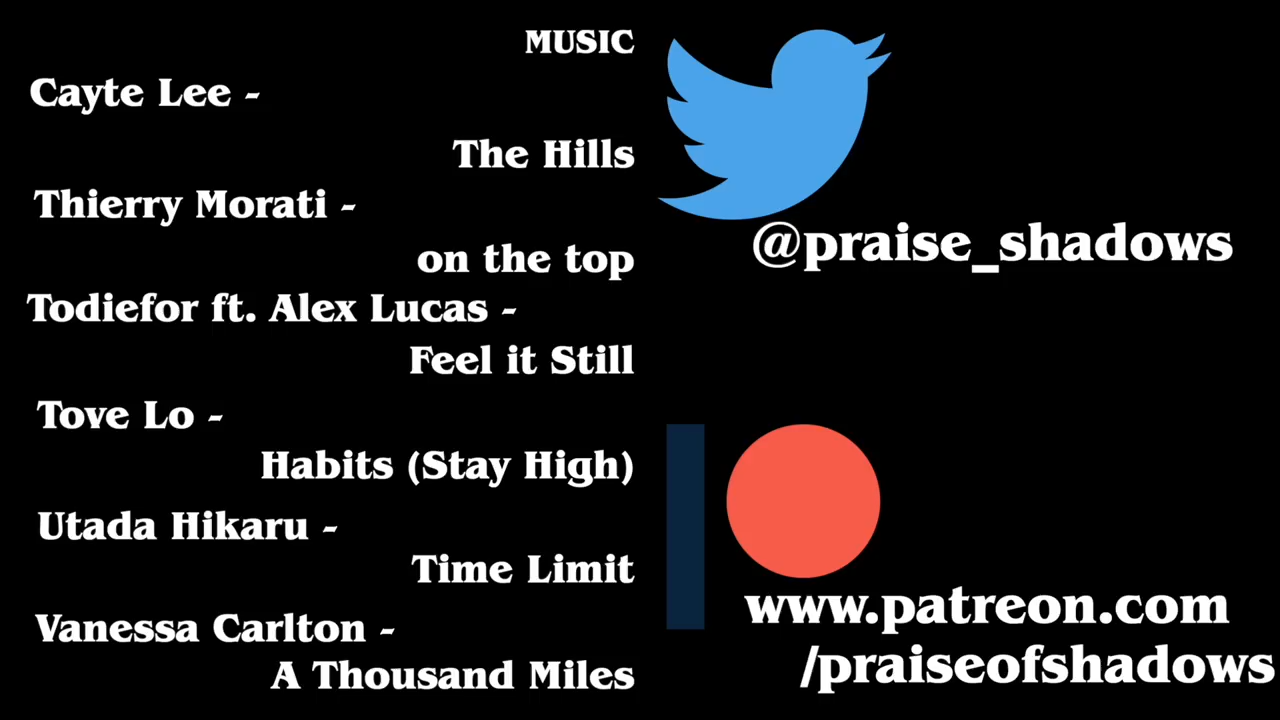 MUSIC
Cayte Lee -
The Hills
Thierry Morati -
on the top
Todiefor ft. Alex Lucas -
Feel it Still
Tove Lo -
Habits (Stay High)
Utada Hikaru -
Time Limit
Vanessa Carlton -
A Thousand Miles
@praise_shadows
www.patreon.com
/praiseofshadows